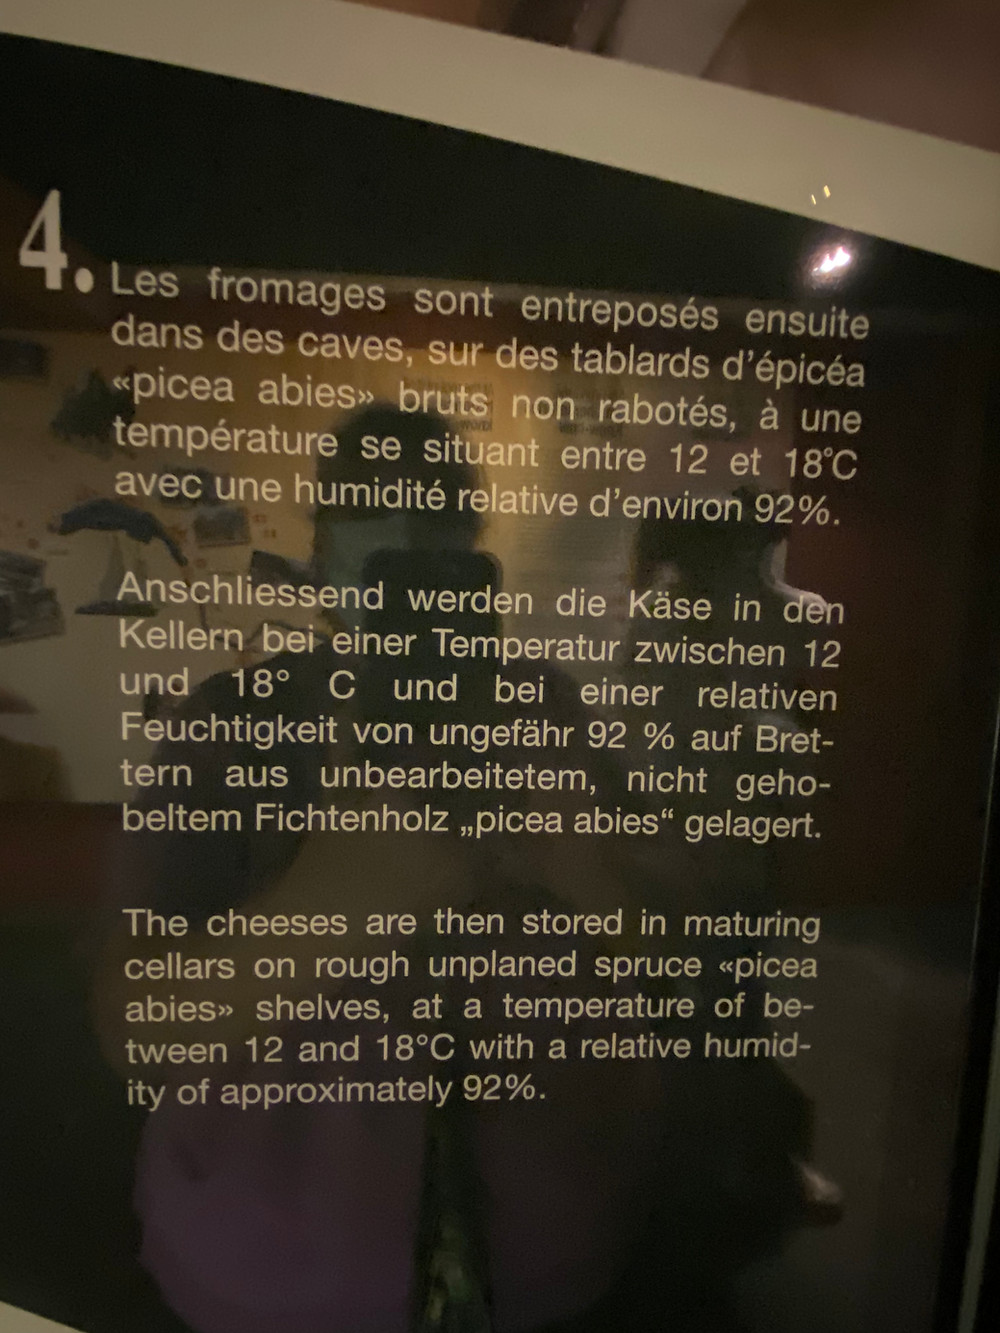 4. Les fromages sont entreposés ensuite
dans des caves, sur des tablards d'épicéa
«picea abies» bruts non rabotés, à une
température se situant entre 12 et 18°C
avec une humidité relative d'environ 92%.
Anschliessend werden die Käse in den
Kellern bei einer Temperatur zwischen 12
und 18° C und bei einer relativen
Feuchtigkeit von ungefähr 92 % auf Bret-
tern aus unbearbeitetem, nicht geho-
beltem Fichtenholz „picea abies“ gelagert.
The cheeses are then stored in maturing
cellars on rough unplaned spruce «picea
abies» shelves, at a temperature of be-
tween 12 and 18°C with a relative humid-
ity of approximately 92%.